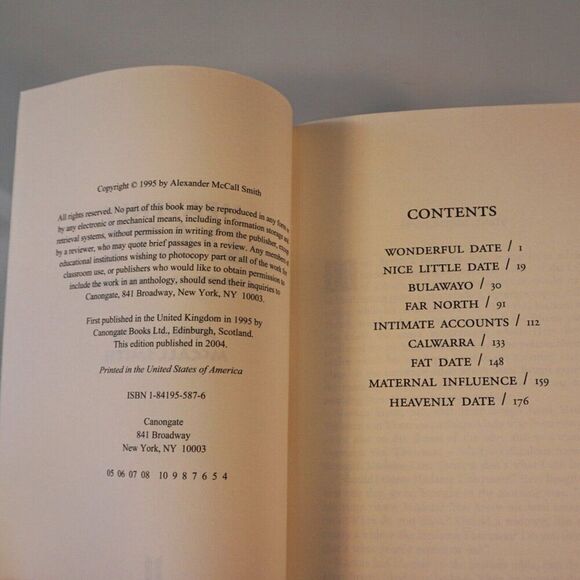 Copyright © 1995 by Alexander McCall Smith
All rights reserved. No part of this book may be reproduced in any form or
by any electronic or mechanical means, including information storage and
retrieval systems, without permission in writing from the publisher, except
by a reviewer, who may quote brief passages in a review. Any members of
educational institutions wishing to photocopy part or all of the work for
classroom use, or publishers who would like to obtain permission to
include the work in an anthology, should send their inquiries to
Canongate, 841 Broadway, New York, NY 10003.
First published in the United Kingdom in 1995 by
Canongate Books Ltd., Edinburgh, Scotland.
This edition published in 2004.
Printed in the United States of America
ISBN 1-84195-587-6
Canongate
841 Broadway
New York, NY 10003
05 06 07 08 10 9 8 7 6 5 4
CONTENTS
WONDERFUL DATE / 1
NICE LITTLE DATE / 19
BULAWAYO / 30
FAR NORTH / 91
INTIMATE ACCOUNTS / 112
CALWARRA / 133
FAT DATE / 148
MATERNAL INFLUENCE / 159
HEAVENLY DATE / 176